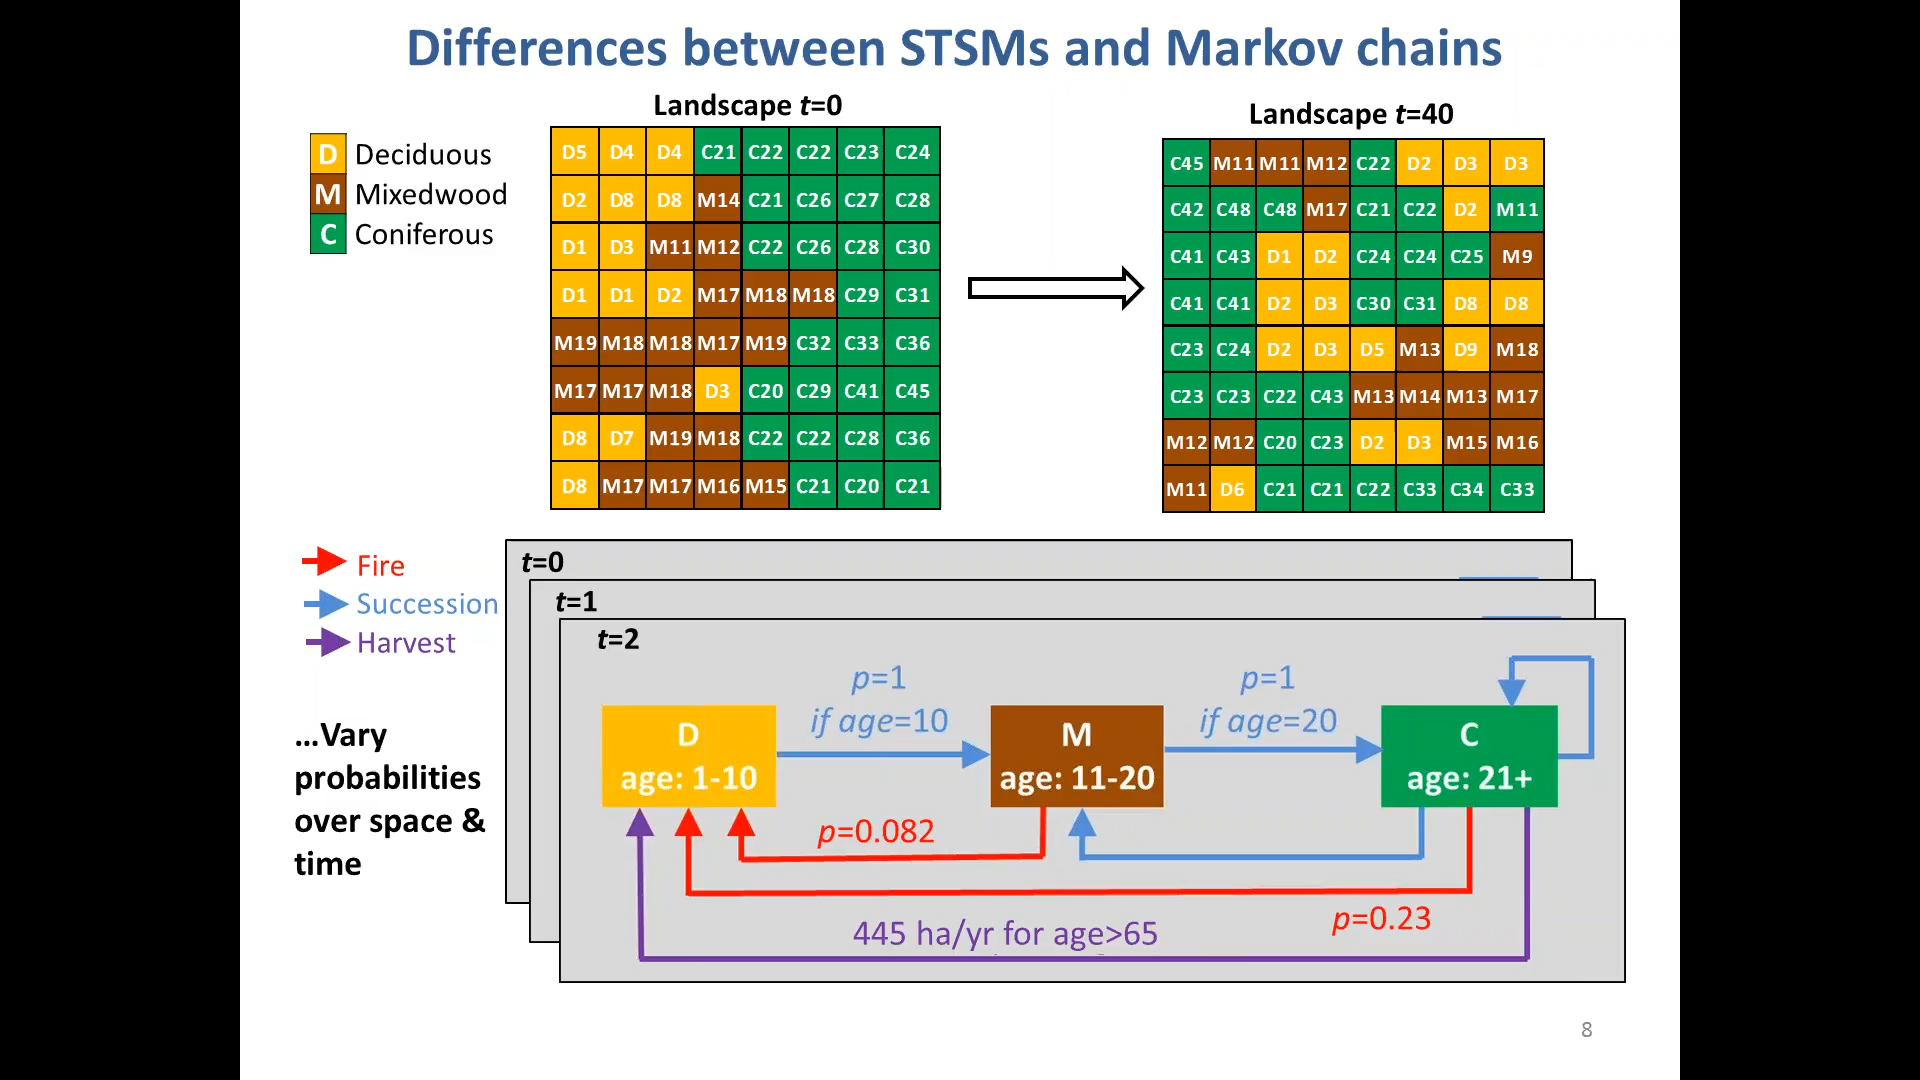 Differences between STSMs and Markov chains
Landscape t=0
Landscape t=40
D Deciduous
M Mixedwood
C Coniferous
D5 D4 D4 C21 C22 C22 C23 C24
D2 D8 D8 M14 C21 C26 C27 C28
D1 D3 M11 M12 C22 C26 C28 C30
D1 D1 D2 M17 M18 M18 C29 C31
M19 M18 M18 M17 M19 C32 C33 C36
M17 M17 M18 D3 C20 C29 C41 C45
D8 D7 M19 M18 C22 C22 C28 C36
D8 M17 M17 M16 M15 C21 C20 C21
C45 M11 M11 M12 C22 D2 D3 D3
C42 C48 C48 M17 C21 C22 D2 M11
C41 C43 D1 D2 C24 C24 C25 M9
C41 C41 D2 D3 C30 C31 D8 D8
C23 C24 D2 D3 D5 M13 D9 M18
C23 C23 C22 C43 M13 M14 M13 M17
M12 M12 C20 C23 D2 D3 M15 M16
M11 D6 C21 C21 C22 C33 C34 C33
Fire
Succession
Harvest
...Vary
probabilities
over space &
time
t=0
t=1
t=2
p=1
if age=10
p=1
if age=20
D
age: 1-10
M
age: 11-20
C
age: 21+
p=0.082
p=0.23
445 ha/yr for age>65
8